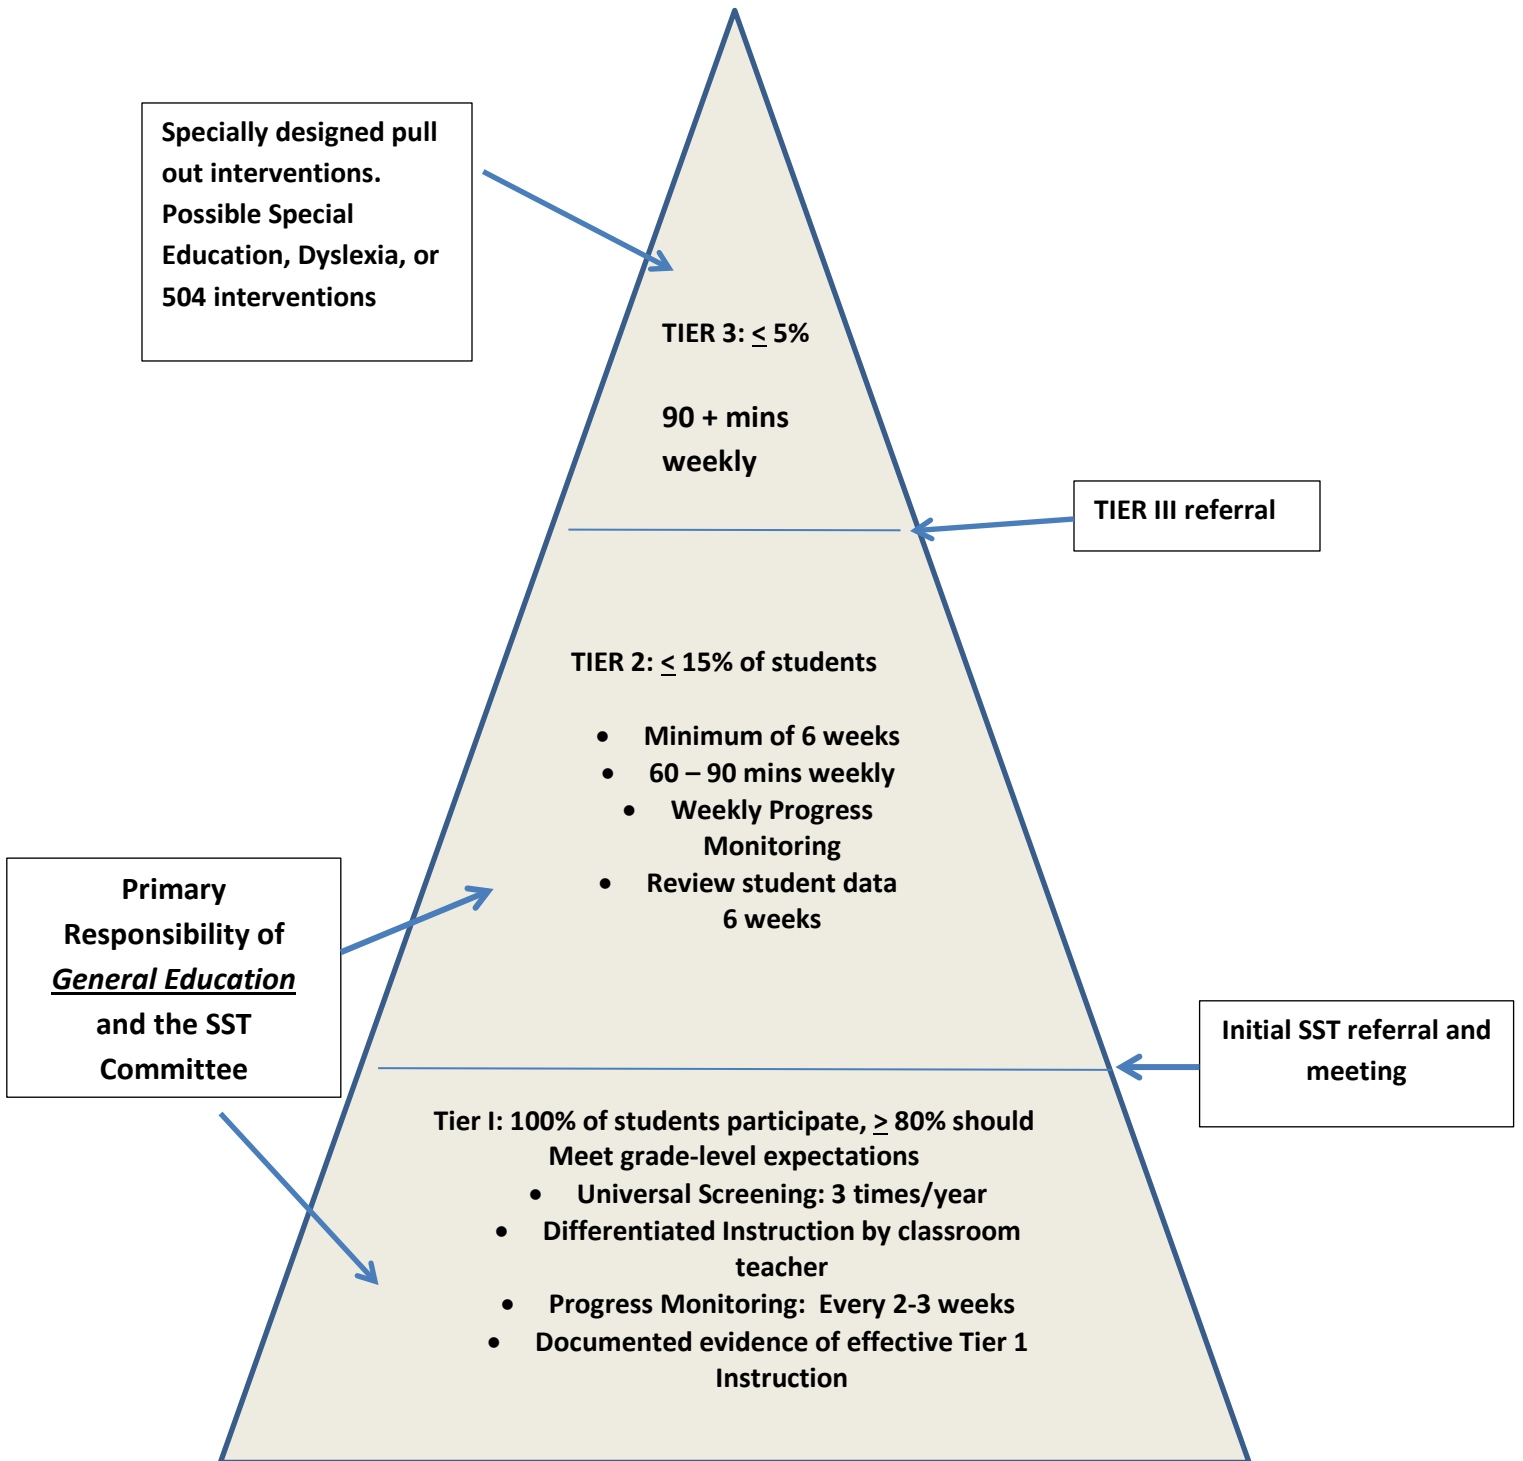 Specially designed pull
out interventions.
Possible Special
Education, Dyslexia, or
504 interventions
TIER 3: < 5%
90 + mins
weekly
TIER III referral
TIER 2: < 15% of students
• Minimum of 6 weeks
• 60 – 90 mins weekly
• Weekly Progress
Monitoring
• Review student data
6 weeks
Primary
Responsibility of
General Education
and the SST
Committee
Initial SST referral and
meeting
Tier I: 100% of students participate, > 80% should
Meet grade-level expectations
• Universal Screening: 3 times/year
• Differentiated Instruction by classroom
teacher
• Progress Monitoring:  Every 2-3 weeks
• Documented evidence of effective Tier 1
Instruction